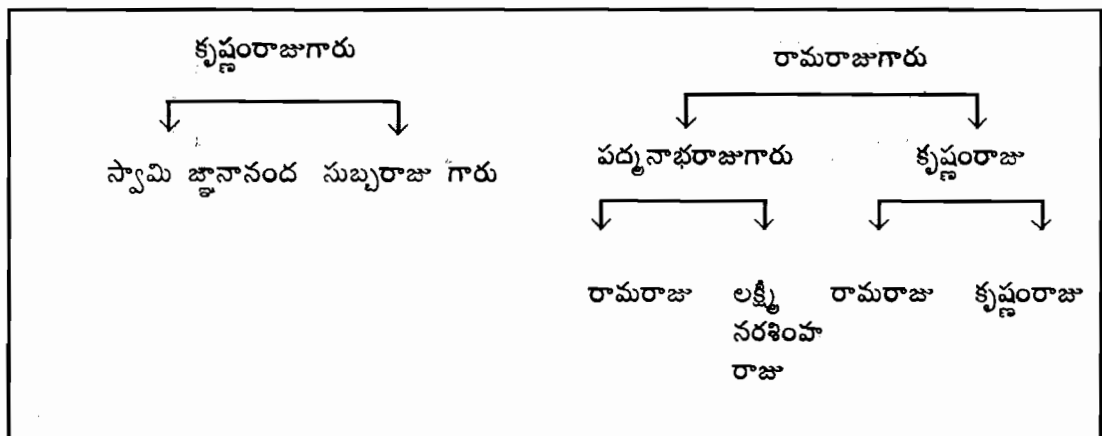 కృష్ణంరాజుగారు రామరాజుగారు
పద్మనాభరాజుగారు కృష్ణంరాజు
స్వామి జ్ఞానానంద సుబ్బరాజు గారు
రామరాజు లక్ష్మీ రామరాజు కృష్ణంరాజు
నరశింహ
రాజు